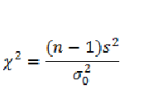 χ² = (n − 1)s² / σ₀²